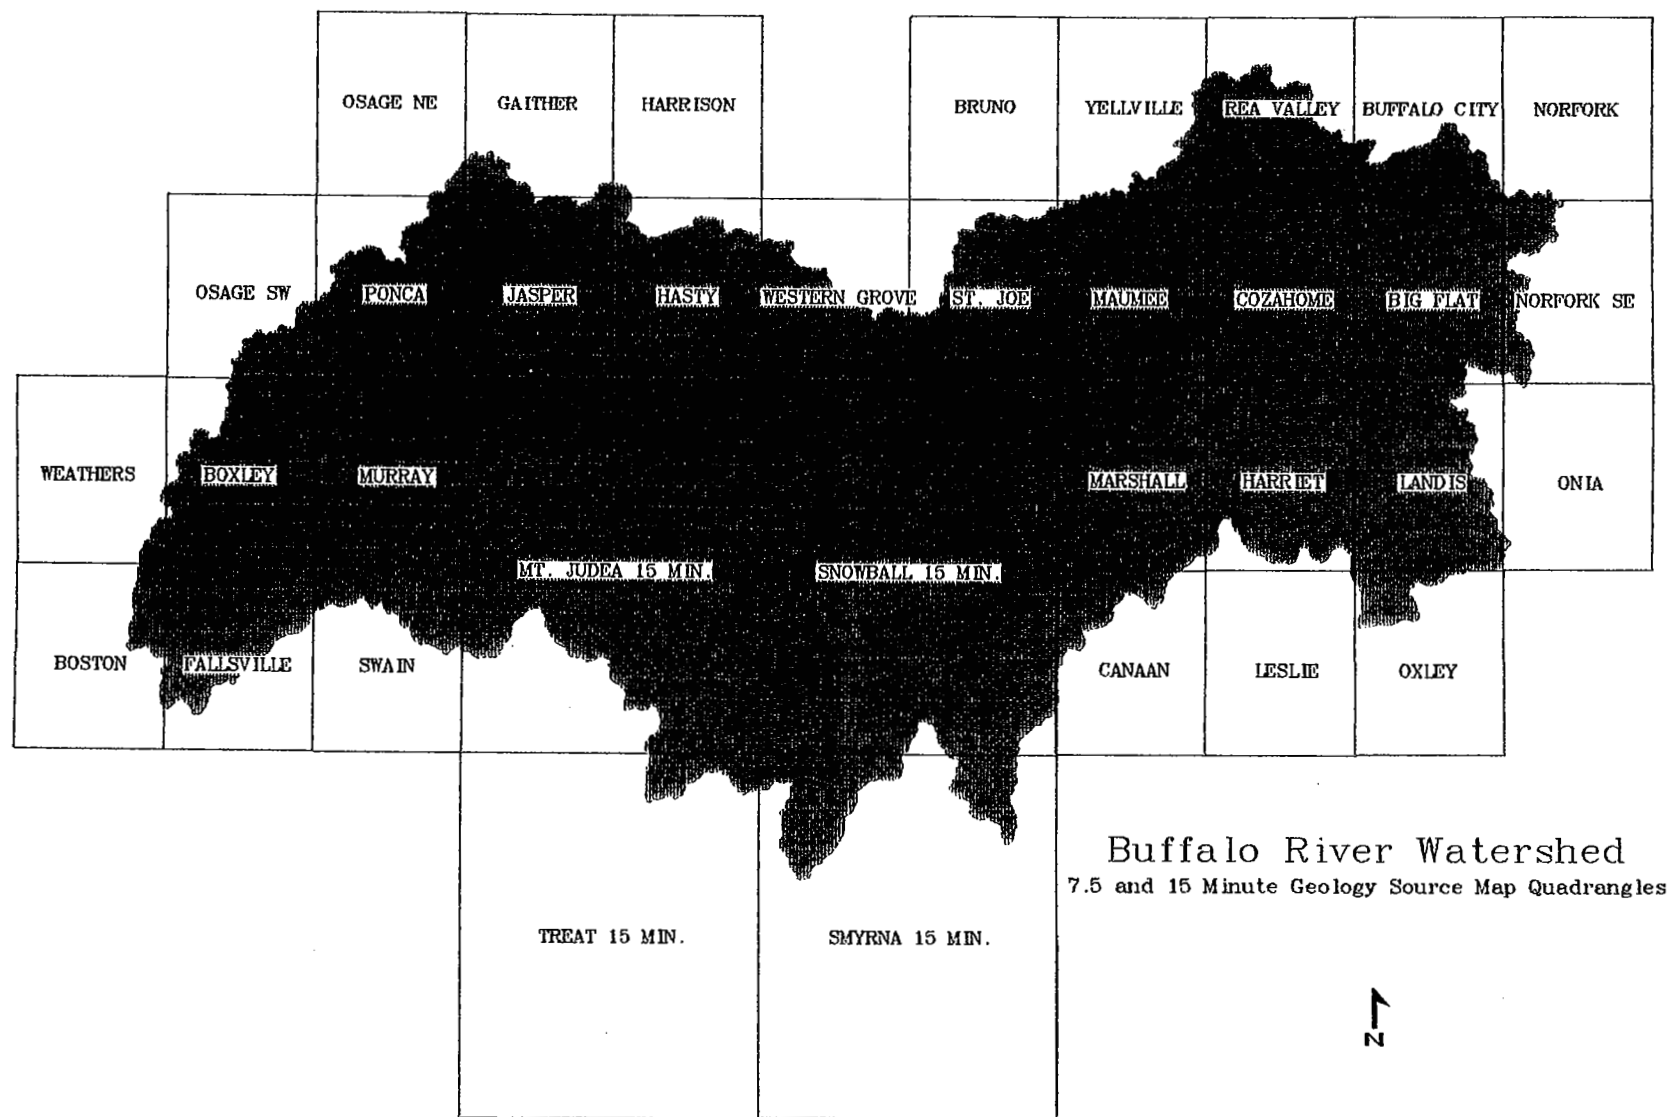 OSAGE NE GAITHER HARRISON BRUNO YELLVILLE REA VALLEY BUFFALO CITY NORFORK
OSAGE SW PONCA JASPER HASTY WESTERN GROVE ST. JOE MAUMEE COZAHOME BIG FLAT NORFORK SE
WEATHERS BOXLEY MURRAY MARSHALL HARRIET LANDIS ONIA
MT. JUDEA 15 MIN. SNOWBALL 15 MIN.
BOSTON FALLSVILLE SWAIN CANAAN LESLIE OXLEY
Buffalo River Watershed
7.5 and 15 Minute Geology Source Map Quadrangles
TREAT 15 MIN. SMYRNA 15 MIN.
N